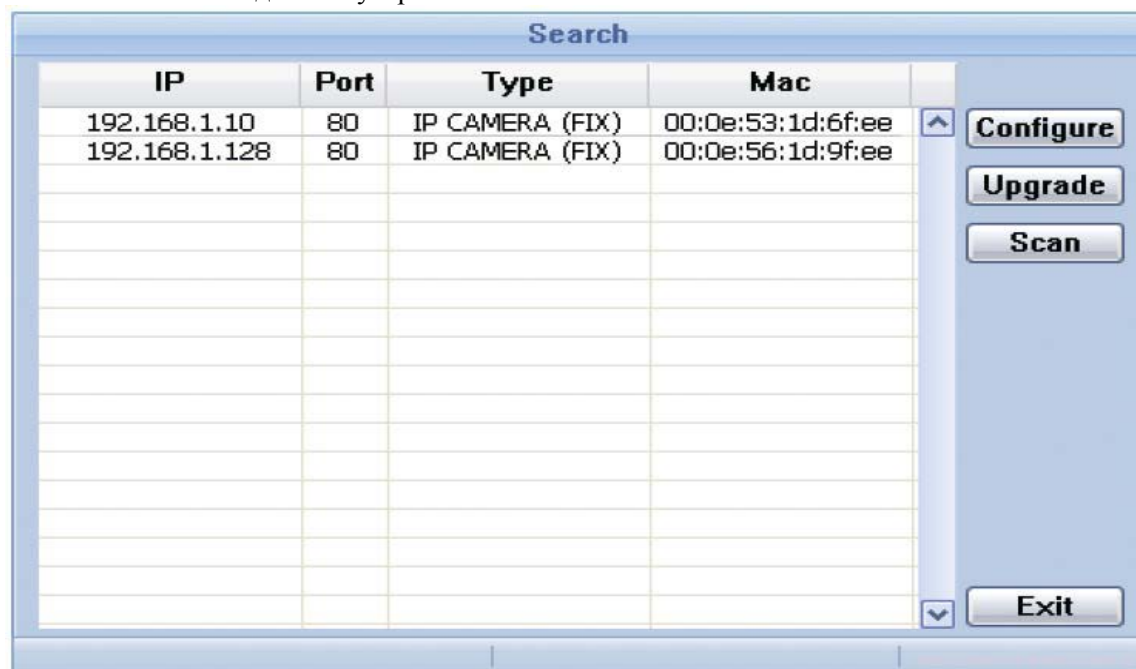 Search
IP Port Type Mac
192.168.1.10 80 IP CAMERA (FIX) 00:0e:53:1d:6f:ee
192.168.1.128 80 IP CAMERA (FIX) 00:0e:56:1d:9f:ee
Configure
Upgrade
Scan
Exit